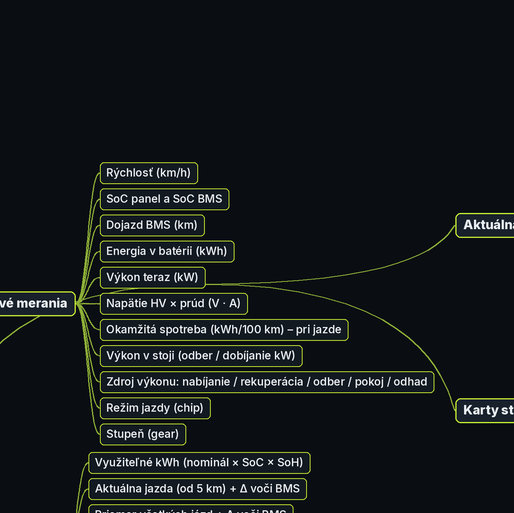 Rýchlosť (km/h)
SoC panel a SoC BMS
Dojazd BMS (km)
Aktuálna
Energia v batérii (kWh)
Výkon teraz (kW)
vé merania
Napätie HV × prúd (V · A)
Okamžitá spotreba (kWh/100 km) – pri jazde
Výkon v stoji (odber / dobíjanie kW)
Zdroj výkonu: nabíjanie / rekuperácia / odber / pokoj / odhad
Režim jazdy (chip)
Karty st
Stupeň (gear)
Využiteľné kWh (nominál × SoC × SoH)
Aktuálna jazda (od 5 km) + Δ voči BMS